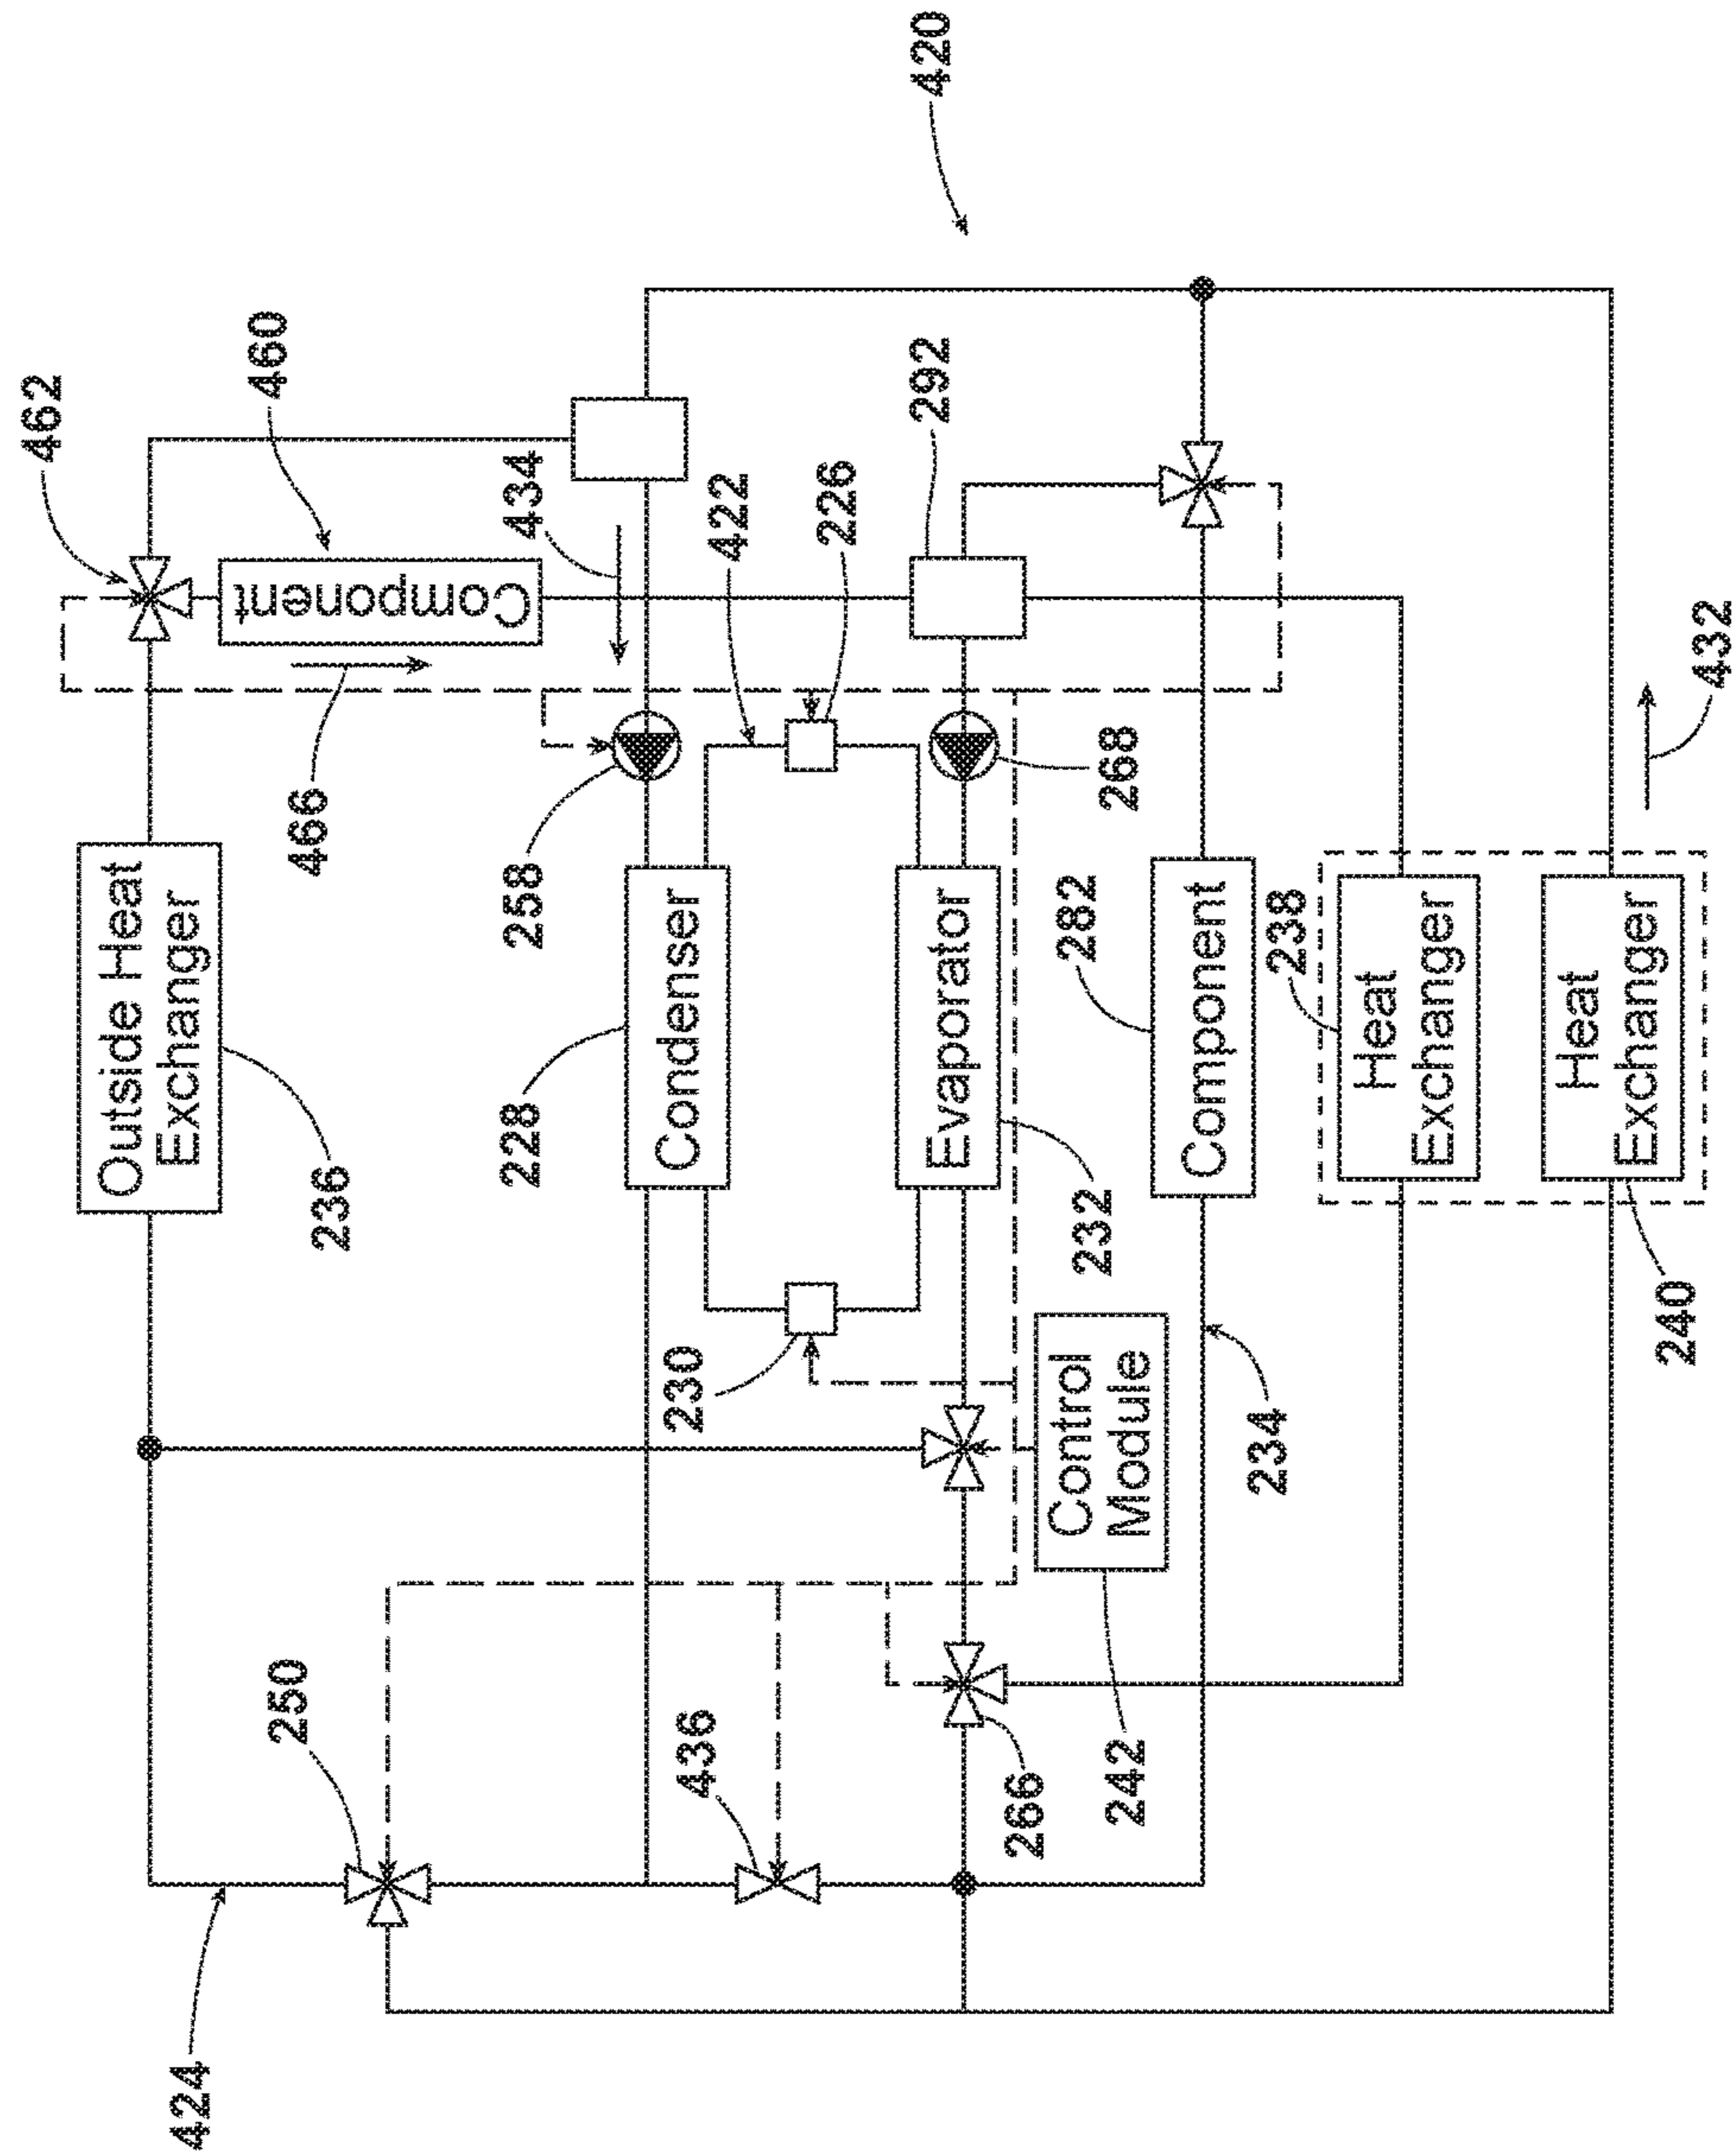 420
462
460
434
422
226
292
432
466
258
268
Outside Heat
Exchanger
236
Component
228
Condenser
Evaporator
232
282
Component
238
Heat
Exchanger
Heat
Exchanger
240
230
Control
Module
242
234
250
436
266
424